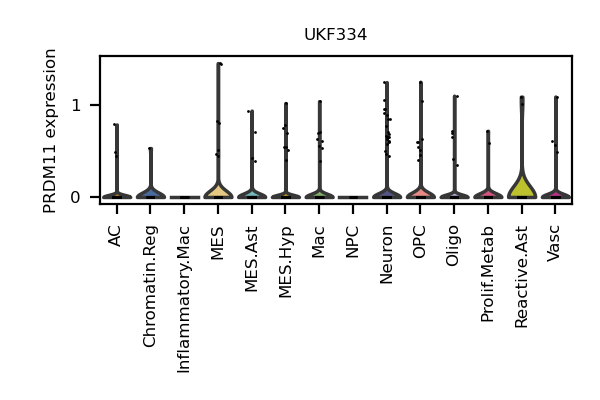 UKF334
PRDM11 expression
1
0
AC
Chromatin.Reg
Inflammatory.Mac
MES
MES.Ast
MES.Hyp
Mac
NPC
Neuron
OPC
Oligo
Prolif.Metab
Reactive.Ast
Vasc